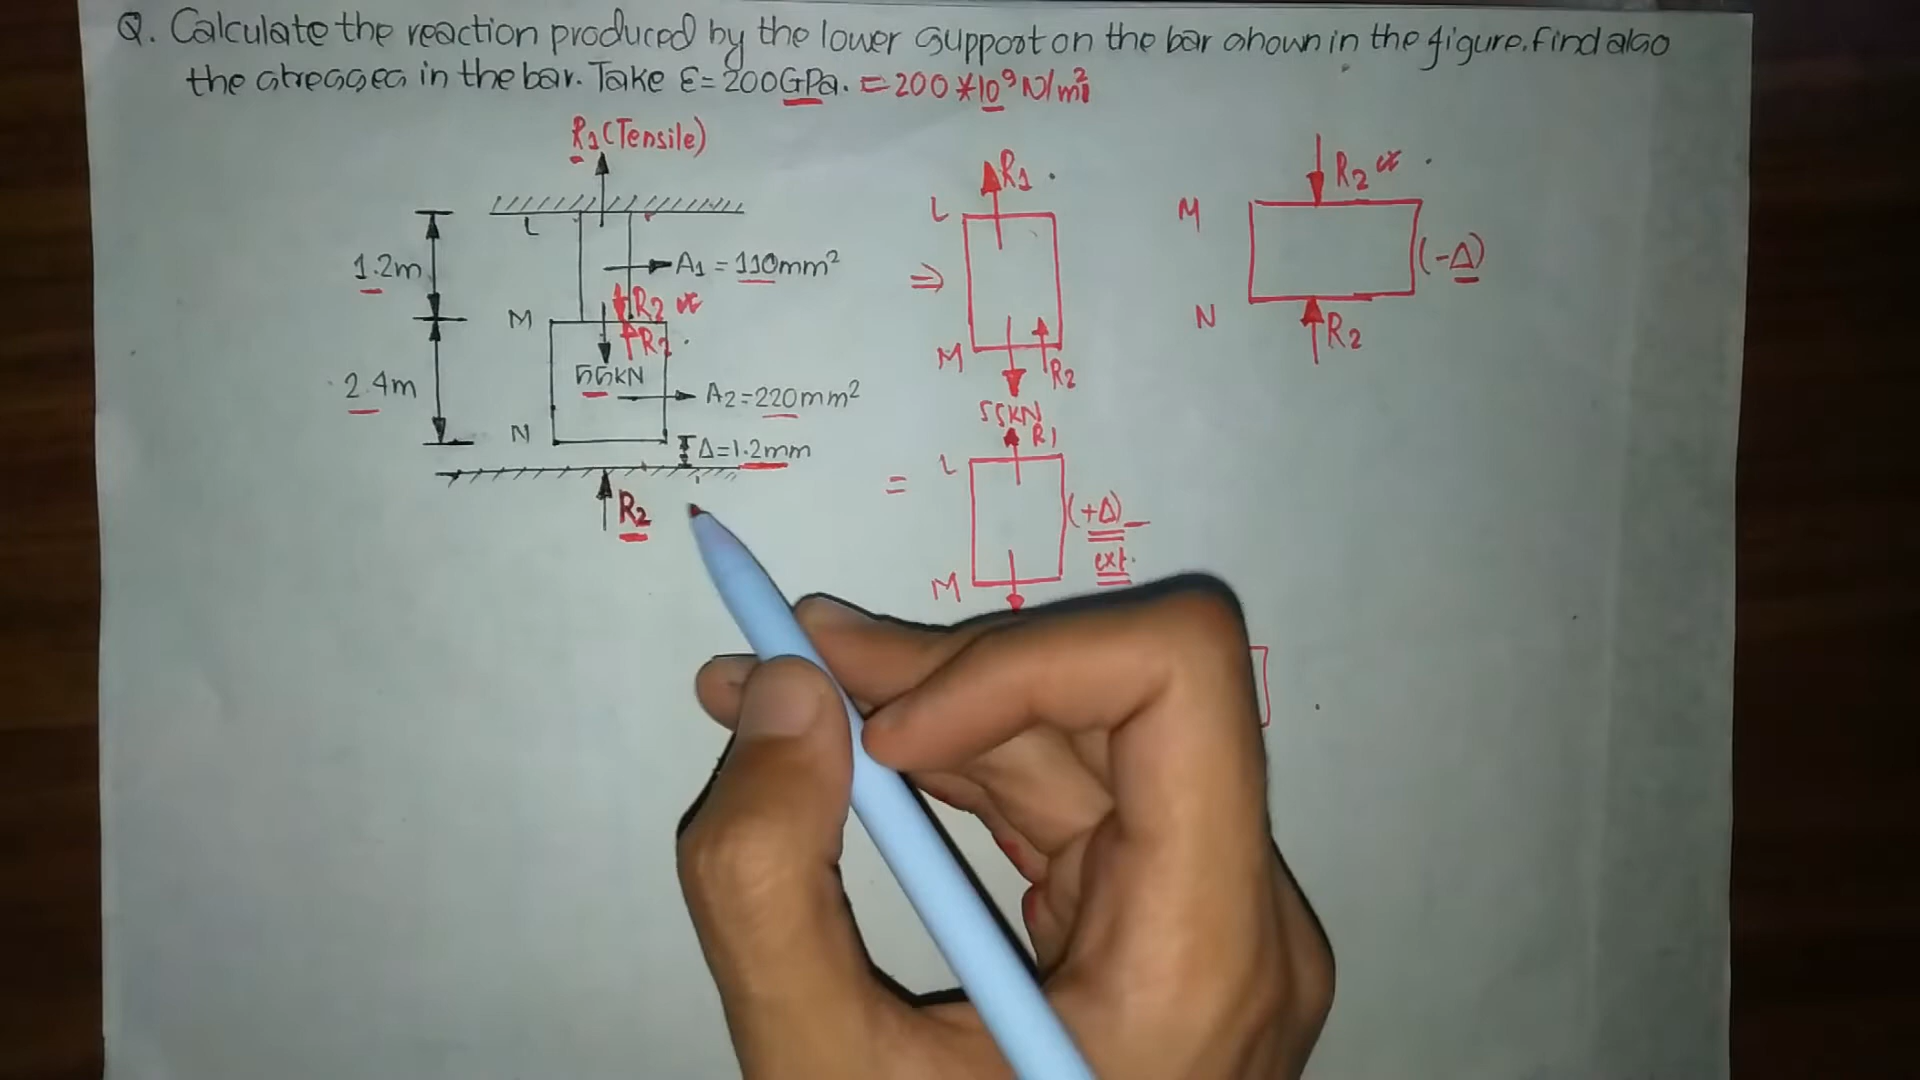 Q. Calculate the reaction produced by the lower support on the bar shown in the figure. find also
the stresses in the bar. Take ε = 200GPa. = 200 * 10⁹ N/m²
R1 (Tensile)
L
1.2m
A1 = 110mm²
R2
M
R2
55kN
2.4m
A2 = 220mm²
N
Δ = 1.2mm
R2
R1
L
⇒
M
R2
55KN
R1
L
=
(+Δ)
ext.
M
R2
M
(-Δ)
N
R2